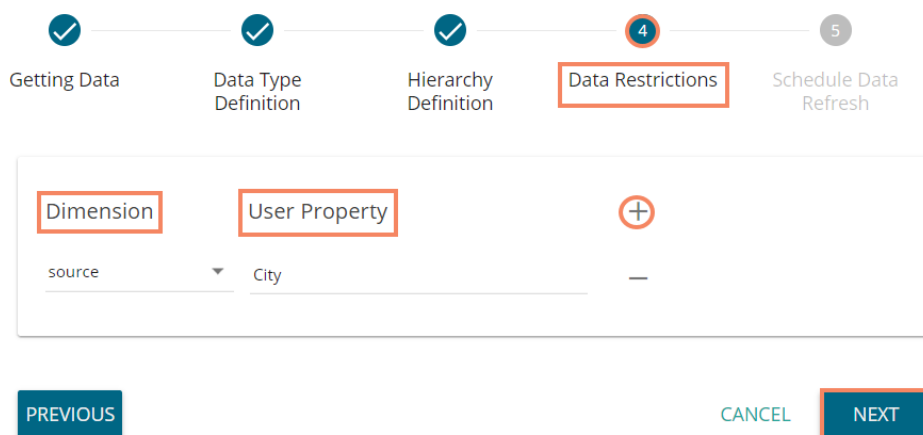 4
5
Getting Data
Data Type
Definition
Hierarchy
Definition
Data Restrictions
Schedule Data
Refresh
Dimension
User Property
source
City
PREVIOUS
CANCEL
NEXT